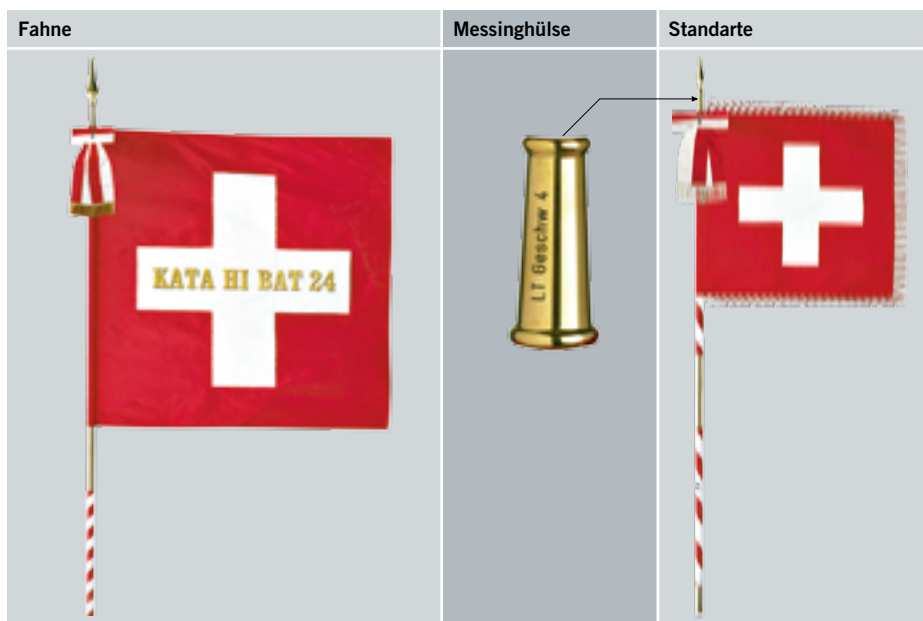 Fahne
Messinghülse
Standarte
KATA HI BAT 24
LT Geschw 4